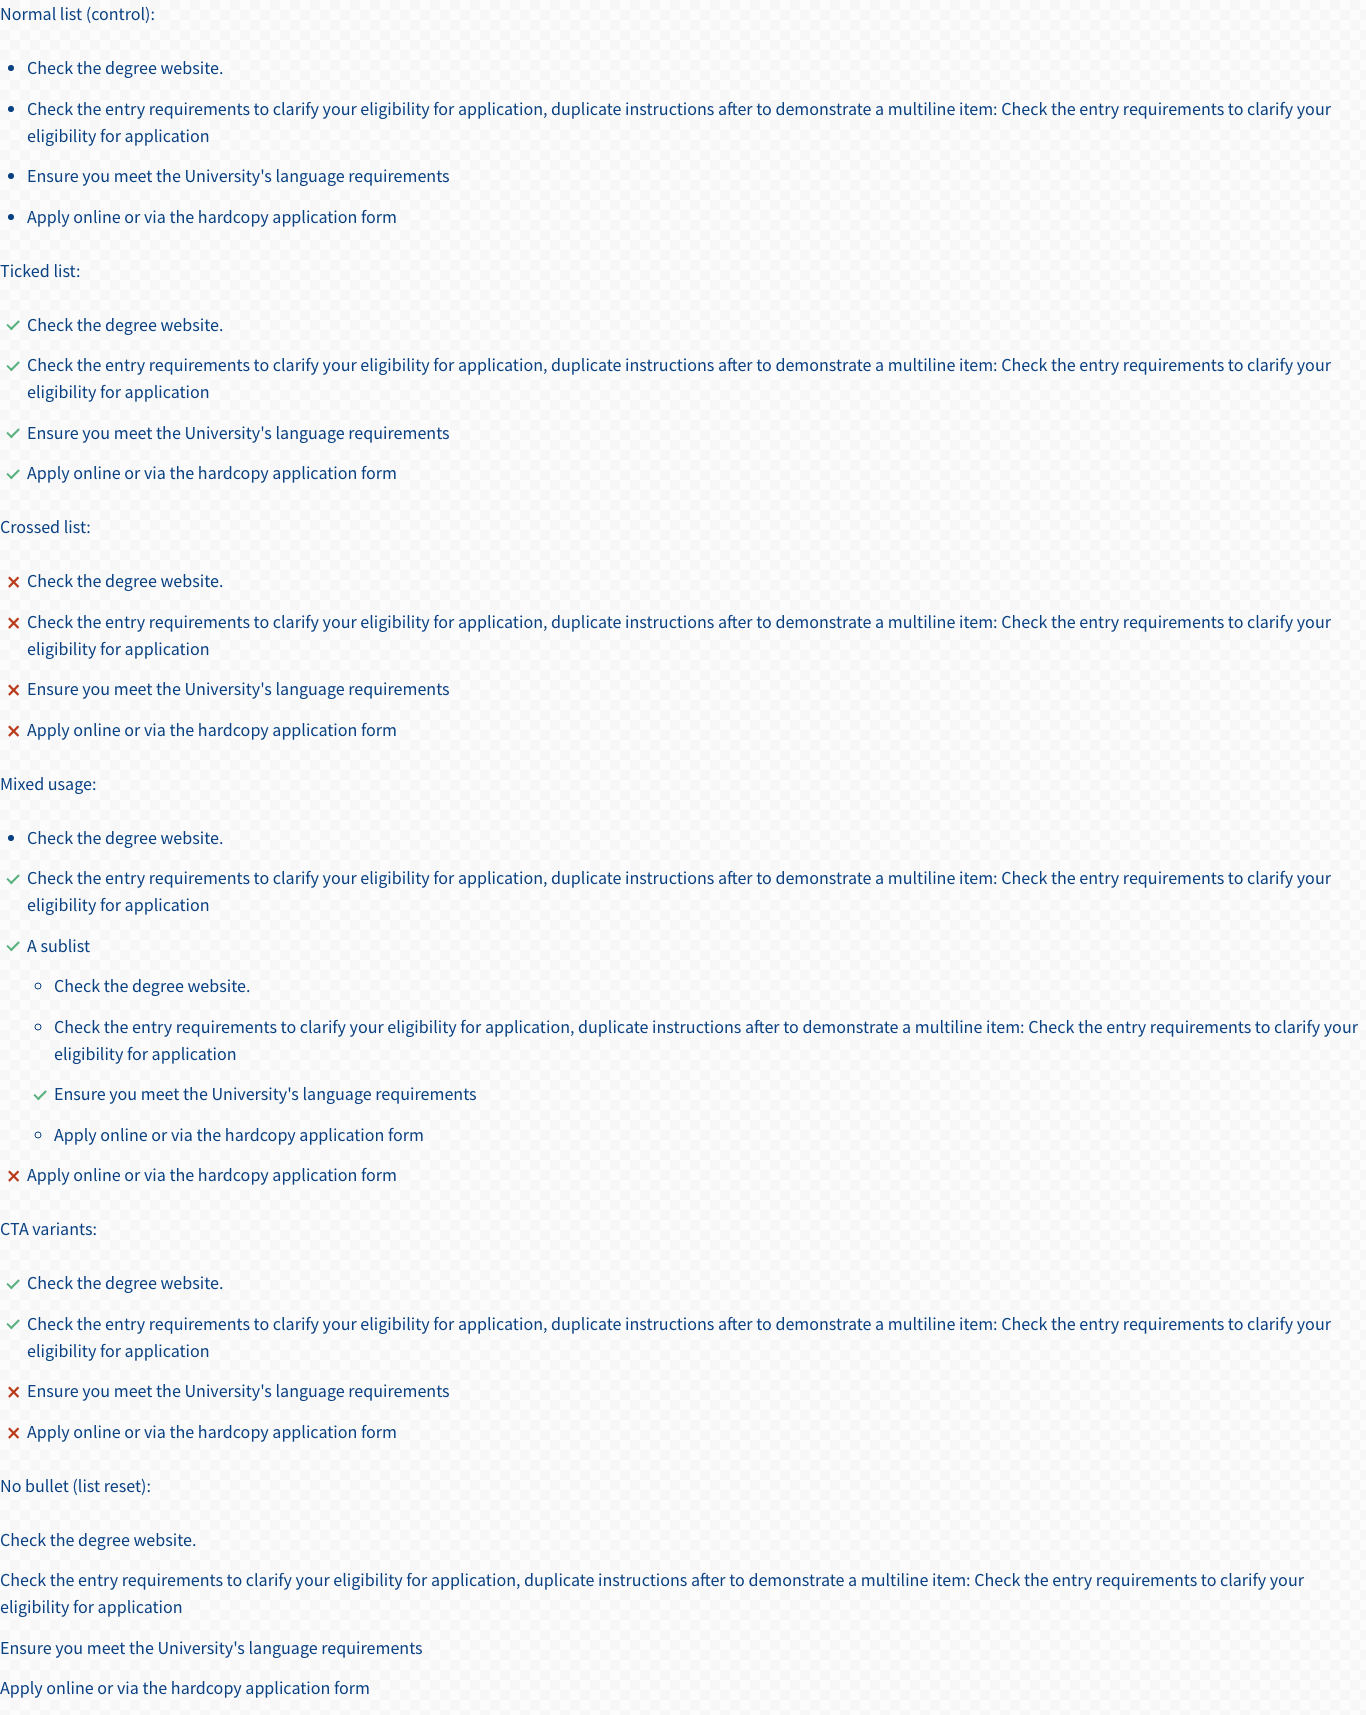 Normal list (control):
Check the degree website.
Check the entry requirements to clarify your eligibility for application, duplicate instructions after to demonstrate a multiline item: Check the entry requirements to clarify your
eligibility for application
Ensure you meet the University's language requirements
Apply online or via the hardcopy application form
Ticked list:
Check the degree website.
Check the entry requirements to clarify your eligibility for application, duplicate instructions after to demonstrate a multiline item: Check the entry requirements to clarify your
eligibility for application
Ensure you meet the University's language requirements
Apply online or via the hardcopy application form
Crossed list:
Check the degree website.
Check the entry requirements to clarify your eligibility for application, duplicate instructions after to demonstrate a multiline item: Check the entry requirements to clarify your
eligibility for application
Ensure you meet the University's language requirements
Apply online or via the hardcopy application form
Mixed usage:
Check the degree website.
Check the entry requirements to clarify your eligibility for application, duplicate instructions after to demonstrate a multiline item: Check the entry requirements to clarify your
eligibility for application
A sublist
Check the degree website.
Check the entry requirements to clarify your eligibility for application, duplicate instructions after to demonstrate a multiline item: Check the entry requirements to clarify your
eligibility for application
Ensure you meet the University's language requirements
Apply online or via the hardcopy application form
Apply online or via the hardcopy application form
CTA variants:
Check the degree website.
Check the entry requirements to clarify your eligibility for application, duplicate instructions after to demonstrate a multiline item: Check the entry requirements to clarify your
eligibility for application
Ensure you meet the University's language requirements
Apply online or via the hardcopy application form
No bullet (list reset):
Check the degree website.
Check the entry requirements to clarify your eligibility for application, duplicate instructions after to demonstrate a multiline item: Check the entry requirements to clarify your
eligibility for application
Ensure you meet the University's language requirements
Apply online or via the hardcopy application form